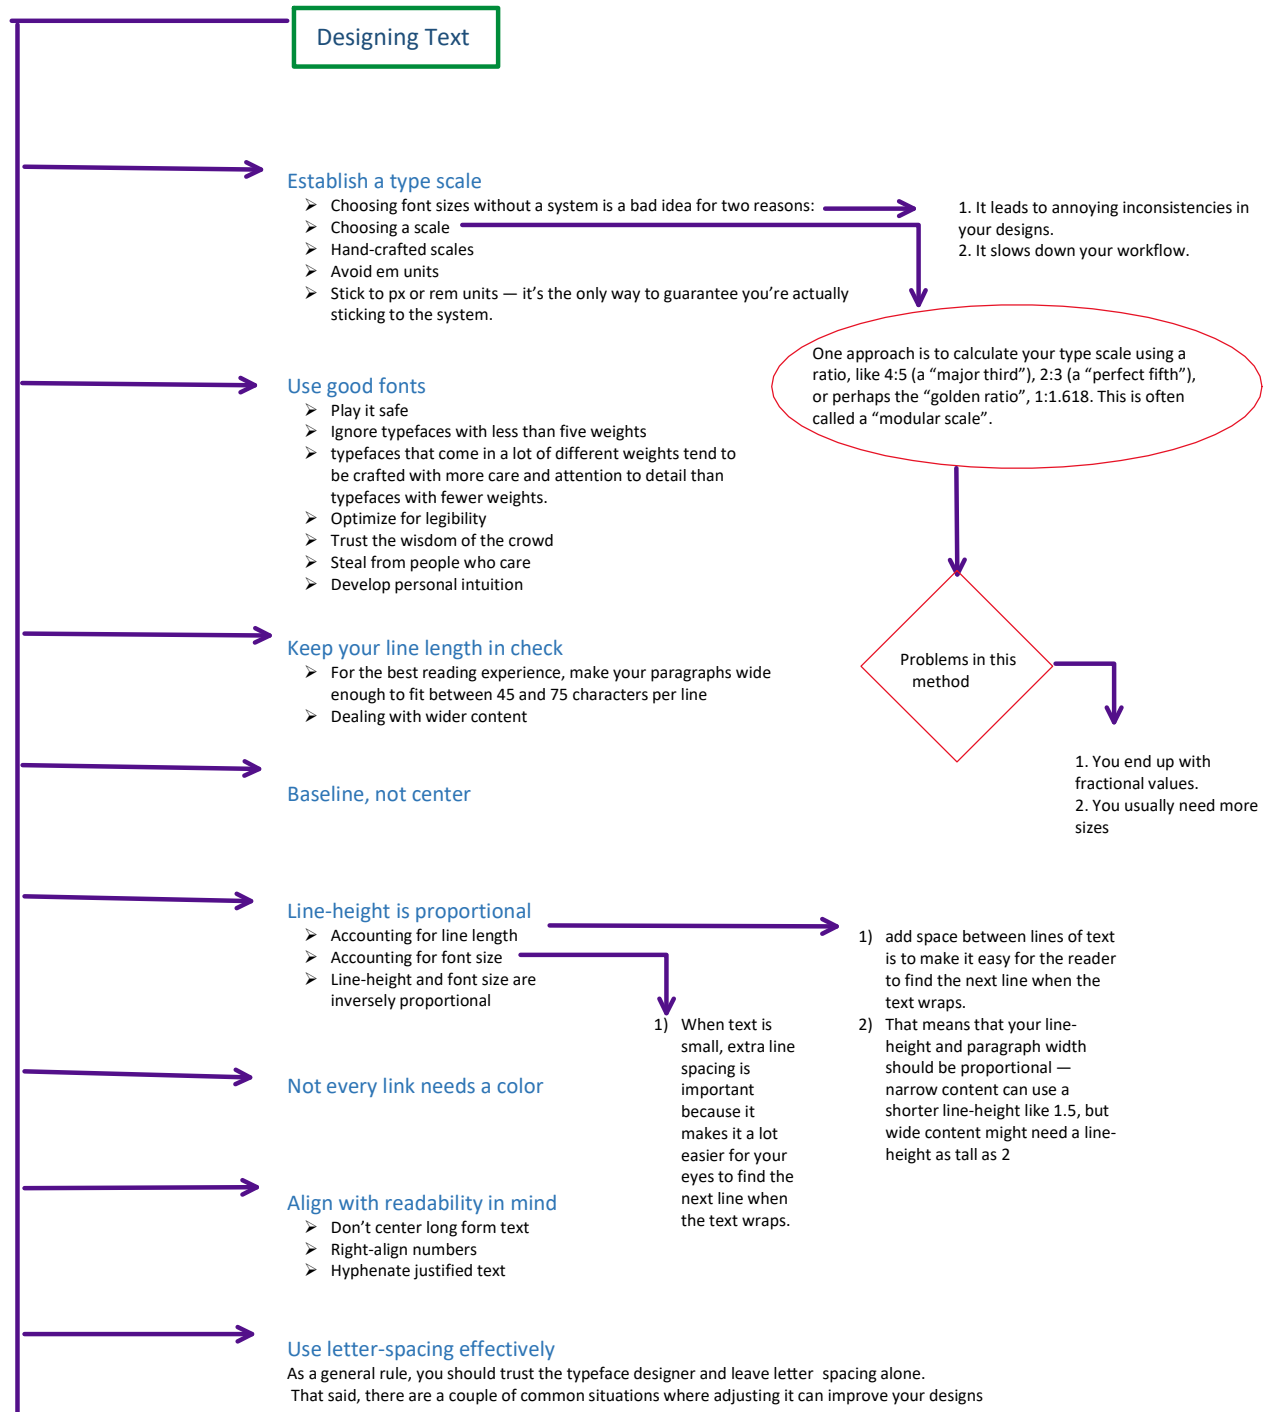 Designing Text
Establish a type scale
➢ Choosing font sizes without a system is a bad idea for two reasons:
➢ Choosing a scale
➢ Hand-crafted scales
➢ Avoid em units
➢ Stick to px or rem units — it’s the only way to guarantee you’re actually
sticking to the system.
1. It leads to annoying inconsistencies in
your designs.
2. It slows down your workflow.
One approach is to calculate your type scale using a
ratio, like 4:5 (a “major third”), 2:3 (a “perfect fifth”),
or perhaps the “golden ratio”, 1:1.618. This is often
called a “modular scale”.
Problems in this
method
1. You end up with
fractional values.
2. You usually need more
sizes
Use good fonts
➢ Play it safe
➢ Ignore typefaces with less than five weights
➢ typefaces that come in a lot of different weights tend to
be crafted with more care and attention to detail than
typefaces with fewer weights.
➢ Optimize for legibility
➢ Trust the wisdom of the crowd
➢ Steal from people who care
➢ Develop personal intuition
Keep your line length in check
➢ For the best reading experience, make your paragraphs wide
enough to fit between 45 and 75 characters per line
➢ Dealing with wider content
Baseline, not center
Line-height is proportional
➢ Accounting for line length
➢ Accounting for font size
➢ Line-height and font size are
inversely proportional
1) add space between lines of text
is to make it easy for the reader
to find the next line when the
text wraps.
2) That means that your line-
height and paragraph width
should be proportional —
narrow content can use a
shorter line-height like 1.5, but
wide content might need a line-
height as tall as 2
1) When text is
small, extra line
spacing is
important
because it
makes it a lot
easier for your
eyes to find the
next line when
the text wraps.
Not every link needs a color
Align with readability in mind
➢ Don’t center long form text
➢ Right-align numbers
➢ Hyphenate justified text
Use letter-spacing effectively
As a general rule, you should trust the typeface designer and leave letter spacing alone.
That said, there are a couple of common situations where adjusting it can improve your designs